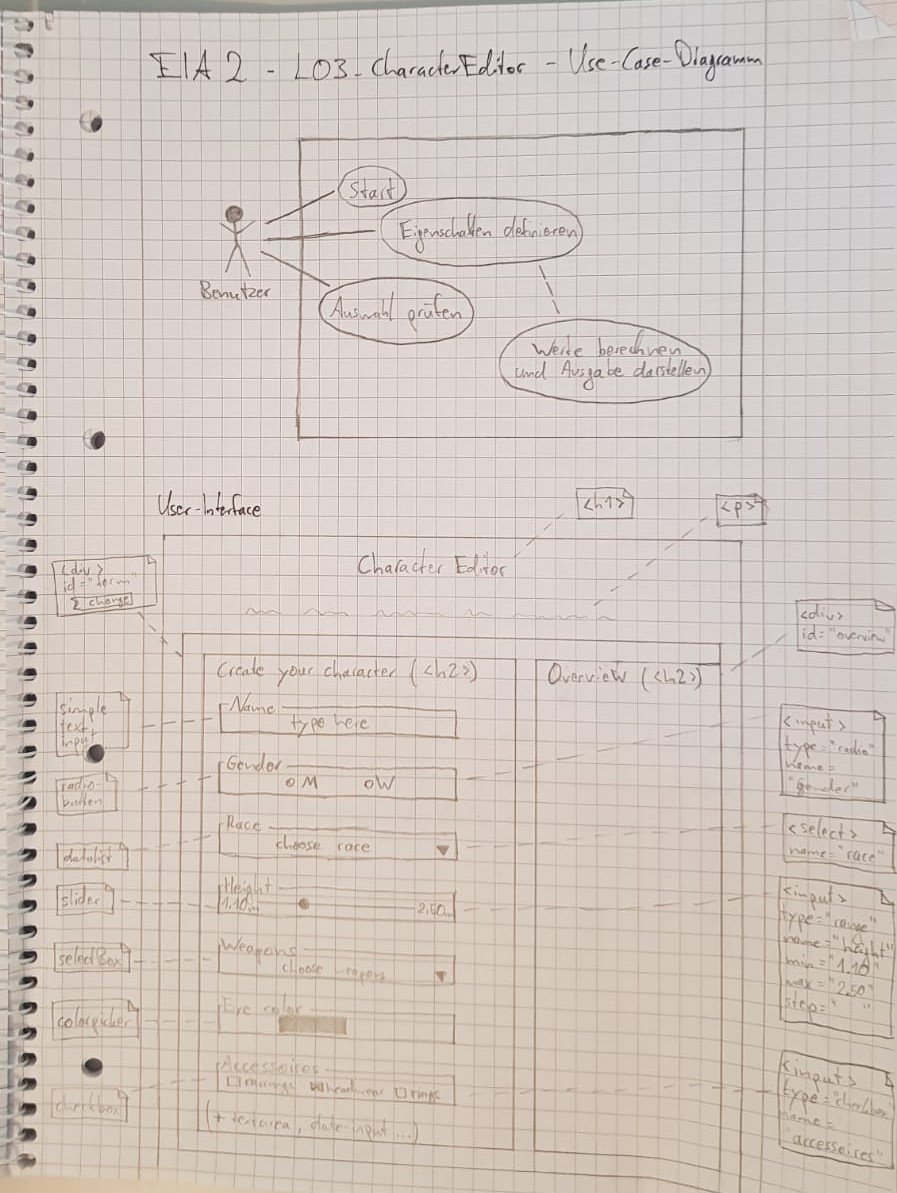 EIA 2 - L03 - CharacterEditor - Use-Case-Diagramm
Start
Eigenschaften definieren
Benutzer
Auswahl prüfen
Werte berechnen
und Ausgabe darstellen
User-Interface
<h1>
<p>
Character Editor
<div>
id="form"
change
<div>
id="overview"
Create your character (<h2>)
Overview (<h2>)
simple
text
input
Name
type here
<input>
type="radio"
name=
"gender"
radio-
button
Gender
M
W
datalist
Race
choose race
<select>
name="race"
slider
Height
1.10
2.50
<input>
type="range"
name="height"
min="1.10"
max="2.50"
step=" "
selectBox
Weapons
choose weapons
colorpicker
Eye color
checkbox
Accessoires
earrings
headwear
rings
<input>
type="checkbox"
name=
"accessoires"
(+ textarea, date-input ...)